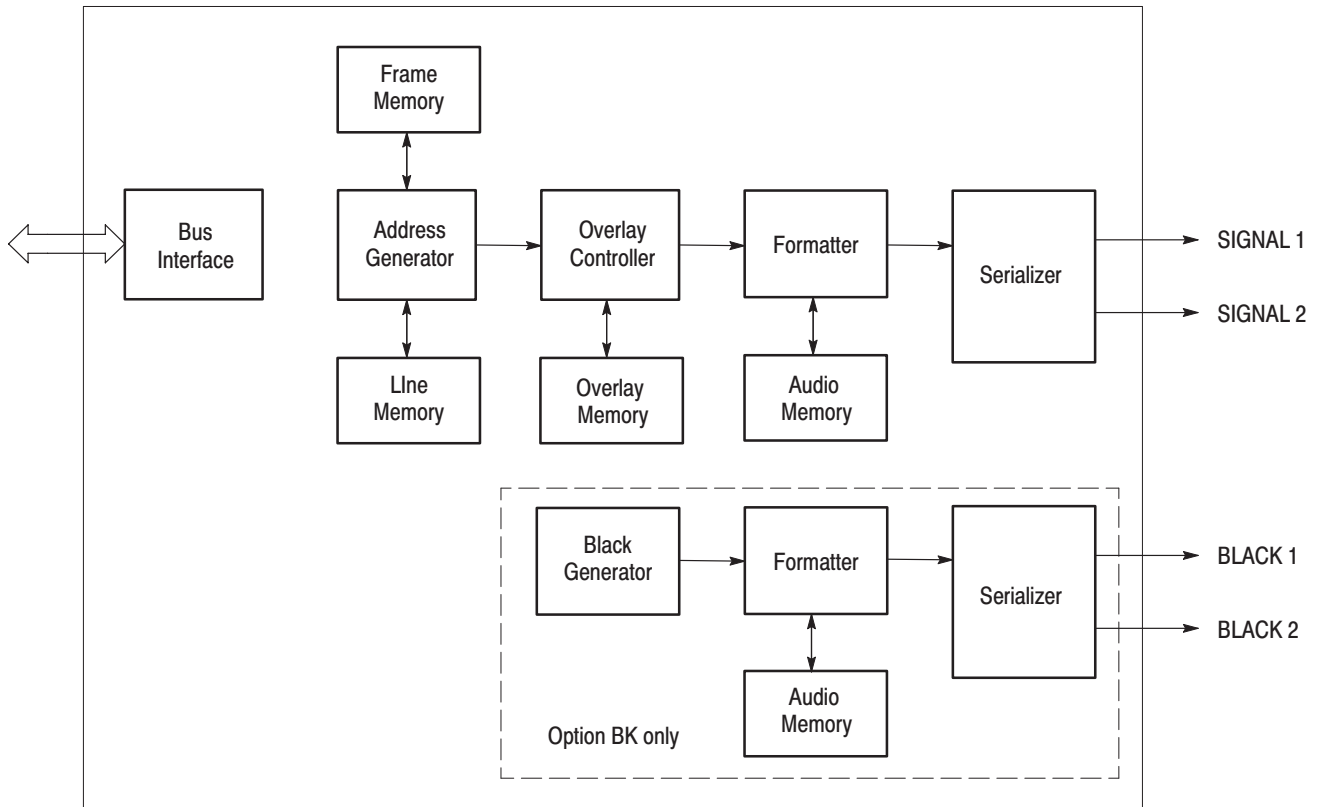 Frame
Memory
Bus
Interface
Address
Generator
Overlay
Controller
Formatter
Serializer
SIGNAL 1
SIGNAL 2
LIne
Memory
Overlay
Memory
Audio
Memory
Black
Generator
Formatter
Serializer
BLACK 1
BLACK 2
Audio
Memory
Option BK only